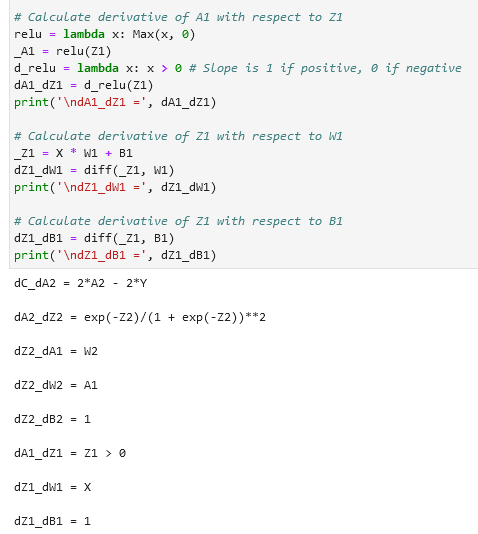 # Calculate derivative of A1 with respect to Z1
relu = lambda x: Max(x, 0)
_A1 = relu(Z1)
d_relu = lambda x: x > 0 # Slope is 1 if positive, 0 if negative
dA1_dZ1 = d_relu(Z1)
print('\ndA1_dZ1 =', dA1_dZ1)
# Calculate derivative of Z1 with respect to W1
_Z1 = X * W1 + B1
dZ1_dW1 = diff(_Z1, W1)
print('\ndZ1_dW1 =', dZ1_dW1)
# Calculate derivative of Z1 with respect to B1
dZ1_dB1 = diff(_Z1, B1)
print('\ndZ1_dB1 =', dZ1_dB1)
dC_dA2 = 2*A2 - 2*Y
dA2_dZ2 = exp(-Z2)/(1 + exp(-Z2))**2
dZ2_dA1 = W2
dZ2_dW2 = A1
dZ2_dB2 = 1
dA1_dZ1 = Z1 > 0
dZ1_dW1 = X
dZ1_dB1 = 1